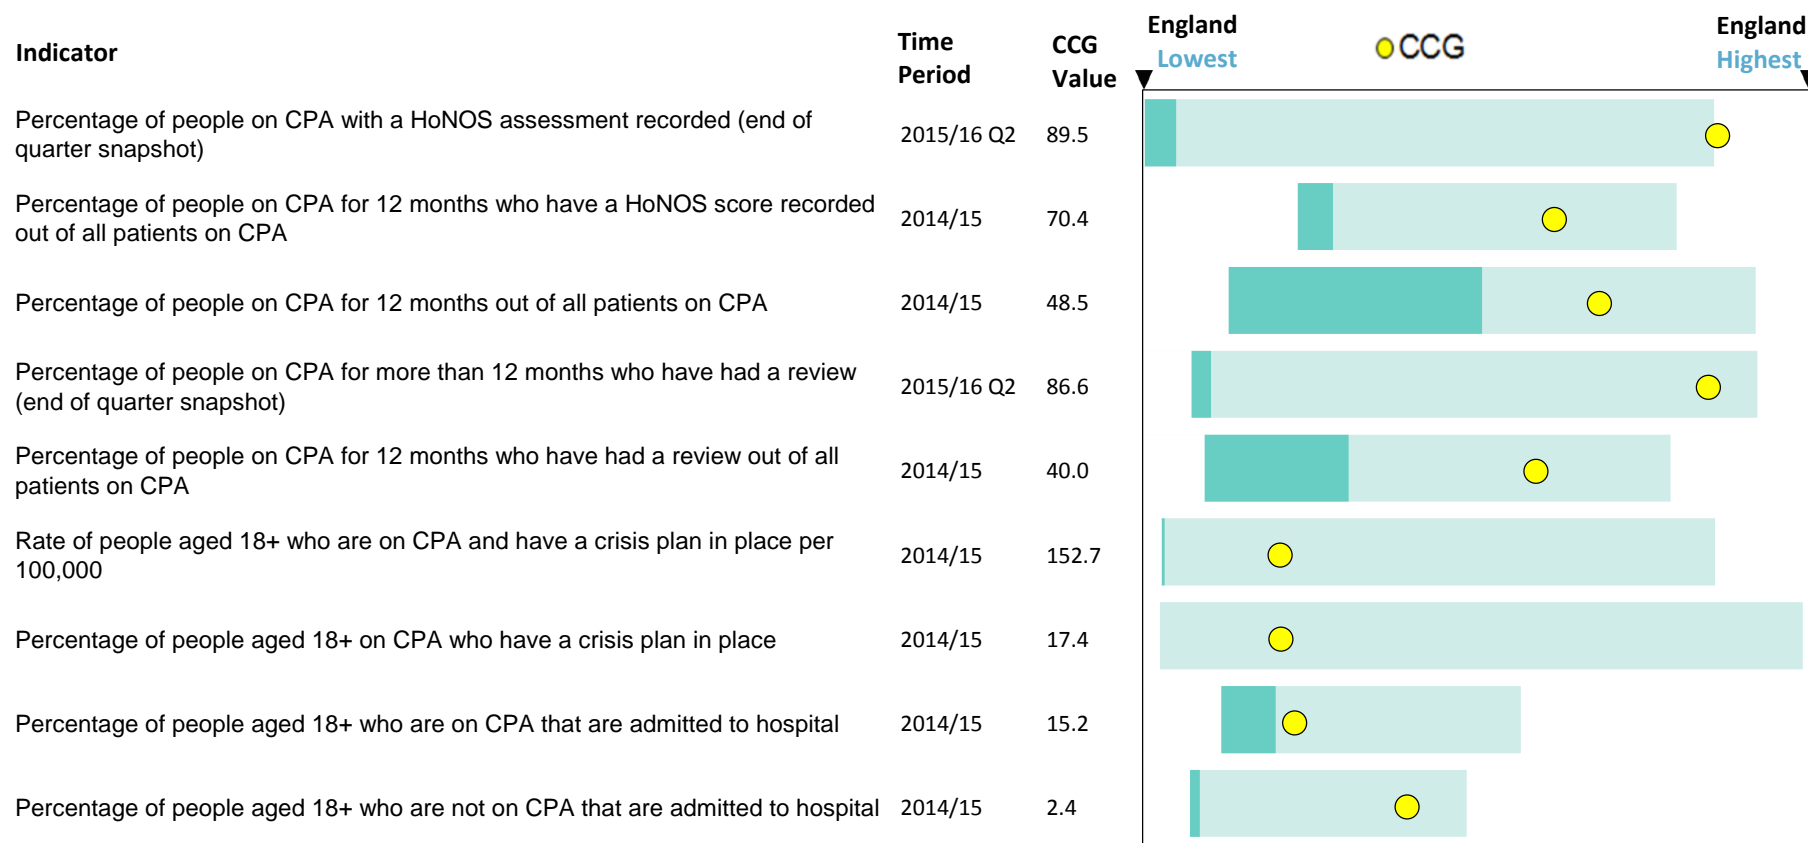 Indicator
Time Period
CCG Value
England Lowest
CCG
England Highest
Percentage of people on CPA with a HoNOS assessment recorded (end of
quarter snapshot)
2015/16 Q2
89.5
Percentage of people on CPA for 12 months who have a HoNOS score recorded
out of all patients on CPA
2014/15
70.4
Percentage of people on CPA for 12 months out of all patients on CPA
2014/15
48.5
Percentage of people on CPA for more than 12 months who have had a review
(end of quarter snapshot)
2015/16 Q2
86.6
Percentage of people on CPA for 12 months who have had a review out of all
patients on CPA
2014/15
40.0
Rate of people aged 18+ who are on CPA and have a crisis plan in place per
100,000
2014/15
152.7
Percentage of people aged 18+ on CPA who have a crisis plan in place
2014/15
17.4
Percentage of people aged 18+ who are on CPA that are admitted to hospital
2014/15
15.2
Percentage of people aged 18+ who are not on CPA that are admitted to hospital
2014/15
2.4